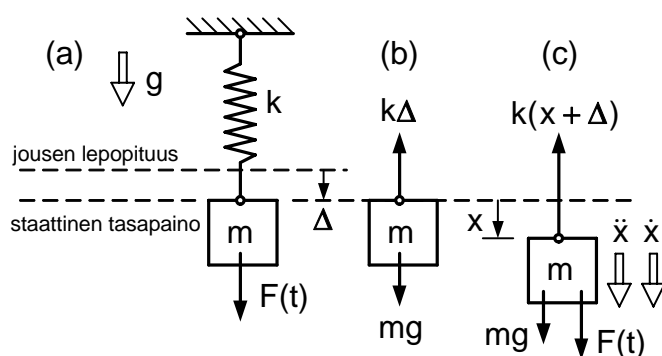 (a)
g
k
jousen lepopituus
staattinen tasapaino
Δ
m
F(t)
(b)
kΔ
m
mg
(c)
k(x + Δ)
x
m
ẍ ẋ
mg
F(t)